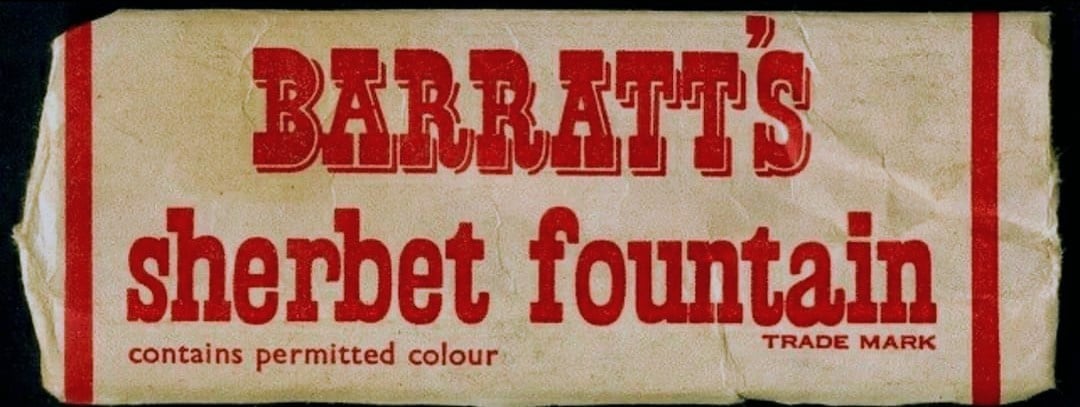 BARRATT'S
sherbet fountain
TRADE MARK
contains permitted colour